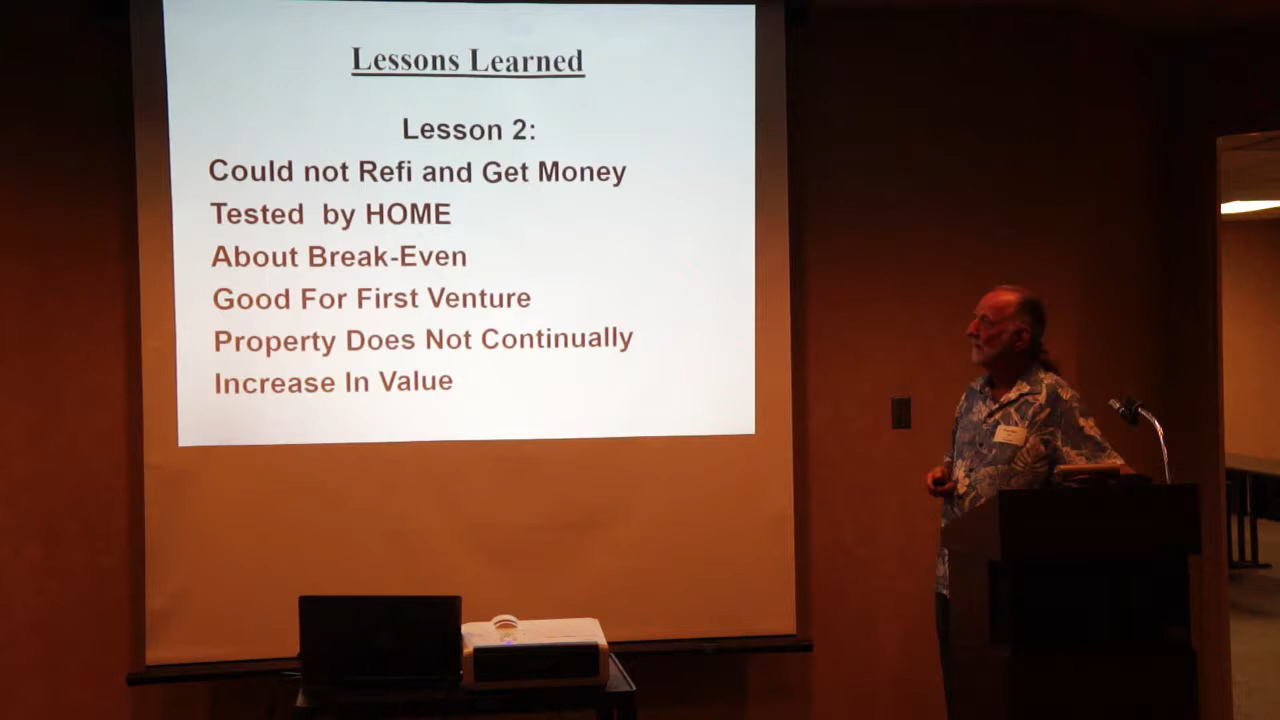 Lessons Learned
Lesson 2:
Could not Refi and Get Money
Tested by HOME
About Break-Even
Good For First Venture
Property Does Not Continually
Increase In Value